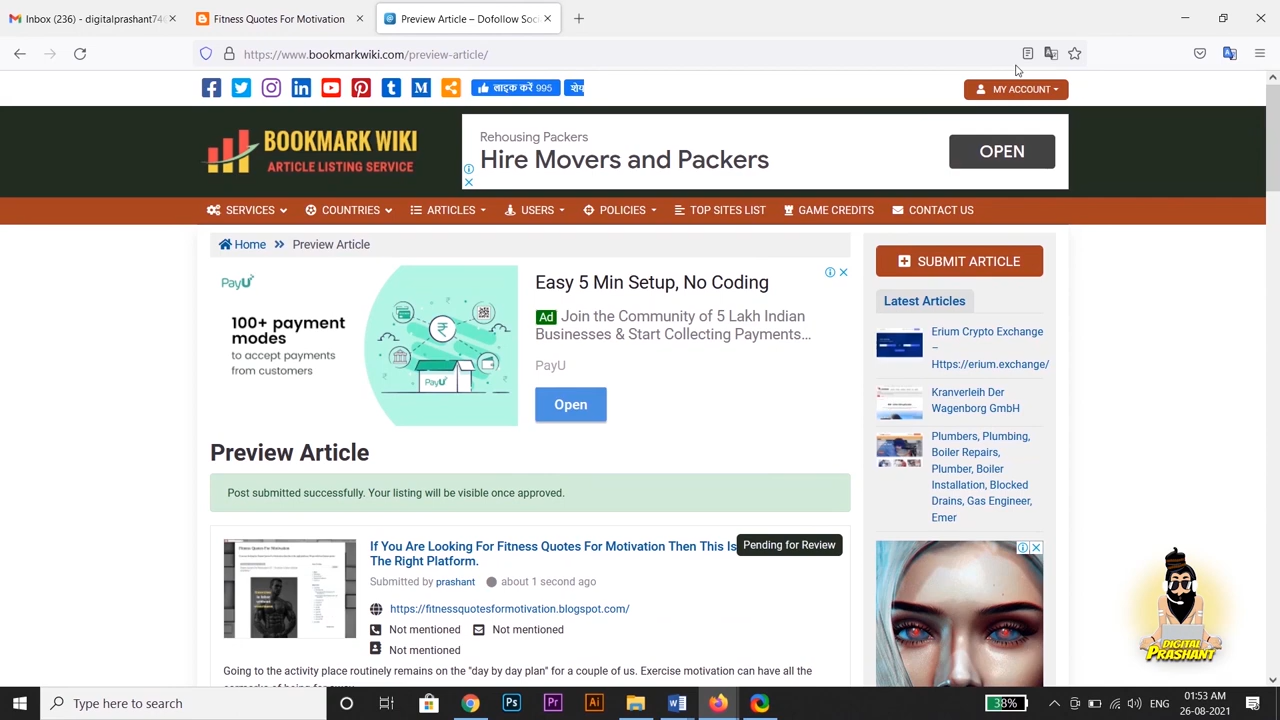 Inbox (236) - digitalprashant74
Fitness Quotes For Motivation
Preview Article – Dofollow Soc
https://www.bookmarkwiki.com/preview-article/
लाइक करें 995
शेय
MY ACCOUNT
BOOKMARK WIKI
ARTICLE LISTING SERVICE
Rehousing Packers
Hire Movers and Packers
OPEN
SERVICES
COUNTRIES
ARTICLES
USERS
POLICIES
TOP SITES LIST
GAME CREDITS
CONTACT US
Home
Preview Article
SUBMIT ARTICLE
PayU
100+ payment
modes
to accept payments
from customers
PayU
Easy 5 Min Setup, No Coding
Ad Join the Community of 5 Lakh Indian
Businesses & Start Collecting Payments...
PayU
Open
Latest Articles
Erium Crypto Exchange
–
Https://erium.exchange/
Kranverleih Der
Wagenborg GmbH
Plumbers, Plumbing,
Boiler Repairs,
Plumber, Boiler
Installation, Blocked
Drains, Gas Engineer,
Emer
Preview Article
Post submitted successfully. Your listing will be visible once approved.
If You Are Looking For Fitness Quotes For Motivation Then This Is
The Right Platform.
Pending for Review
Submitted by prashant
about 1 second ago
https://fitnessquotesformotivation.blogspot.com/
Not mentioned
Not mentioned
Not mentioned
Going to the activity place routinely remains on the "day by day plan" for a couple of us. Exercise motivation can have all the
DIGITAL
PRASHANT
Type here to search
38%
ENG
01:53 AM
26-08-2021